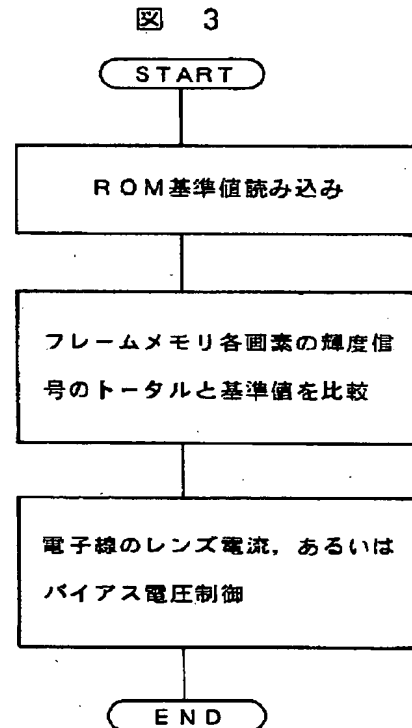 図 3
START
ROM基準値読み込み
フレームメモリ各画素の輝度信
号のトータルと基準値を比較
電子線のレンズ電流，あるいは
バイアス電圧制御
END